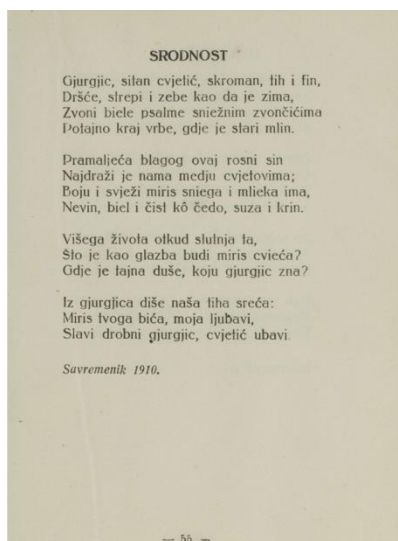 SRODNOST
Gjurgjic, sitan cvjetić, skroman, tih i fin,
Dršće, strepi i zebe kao da je zima,
Zvoni biele psalme sniežnim zvončićima
Potajno kraj vrbe, gdje je stari mlin.
Pramaljeća blagog ovaj rosni sin
Najdraži je nama medju cvjetovima;
Boju i svježi miris sniega i mlieka ima,
Nevin, biel i čist kô čedo, suza i krin.
Višega života otkud slutnja ta,
Što je kao glazba budi miris cvieća?
Gdje je tajna duše, koju gjurgjic zna?
Iz gjurgjica diše naša tiha sreća:
Miris tvoga bića, moja ljubavi,
Slavi drobni gjurgjic, cvjetić ubavi.
Savremenik 1910.
— 55 —